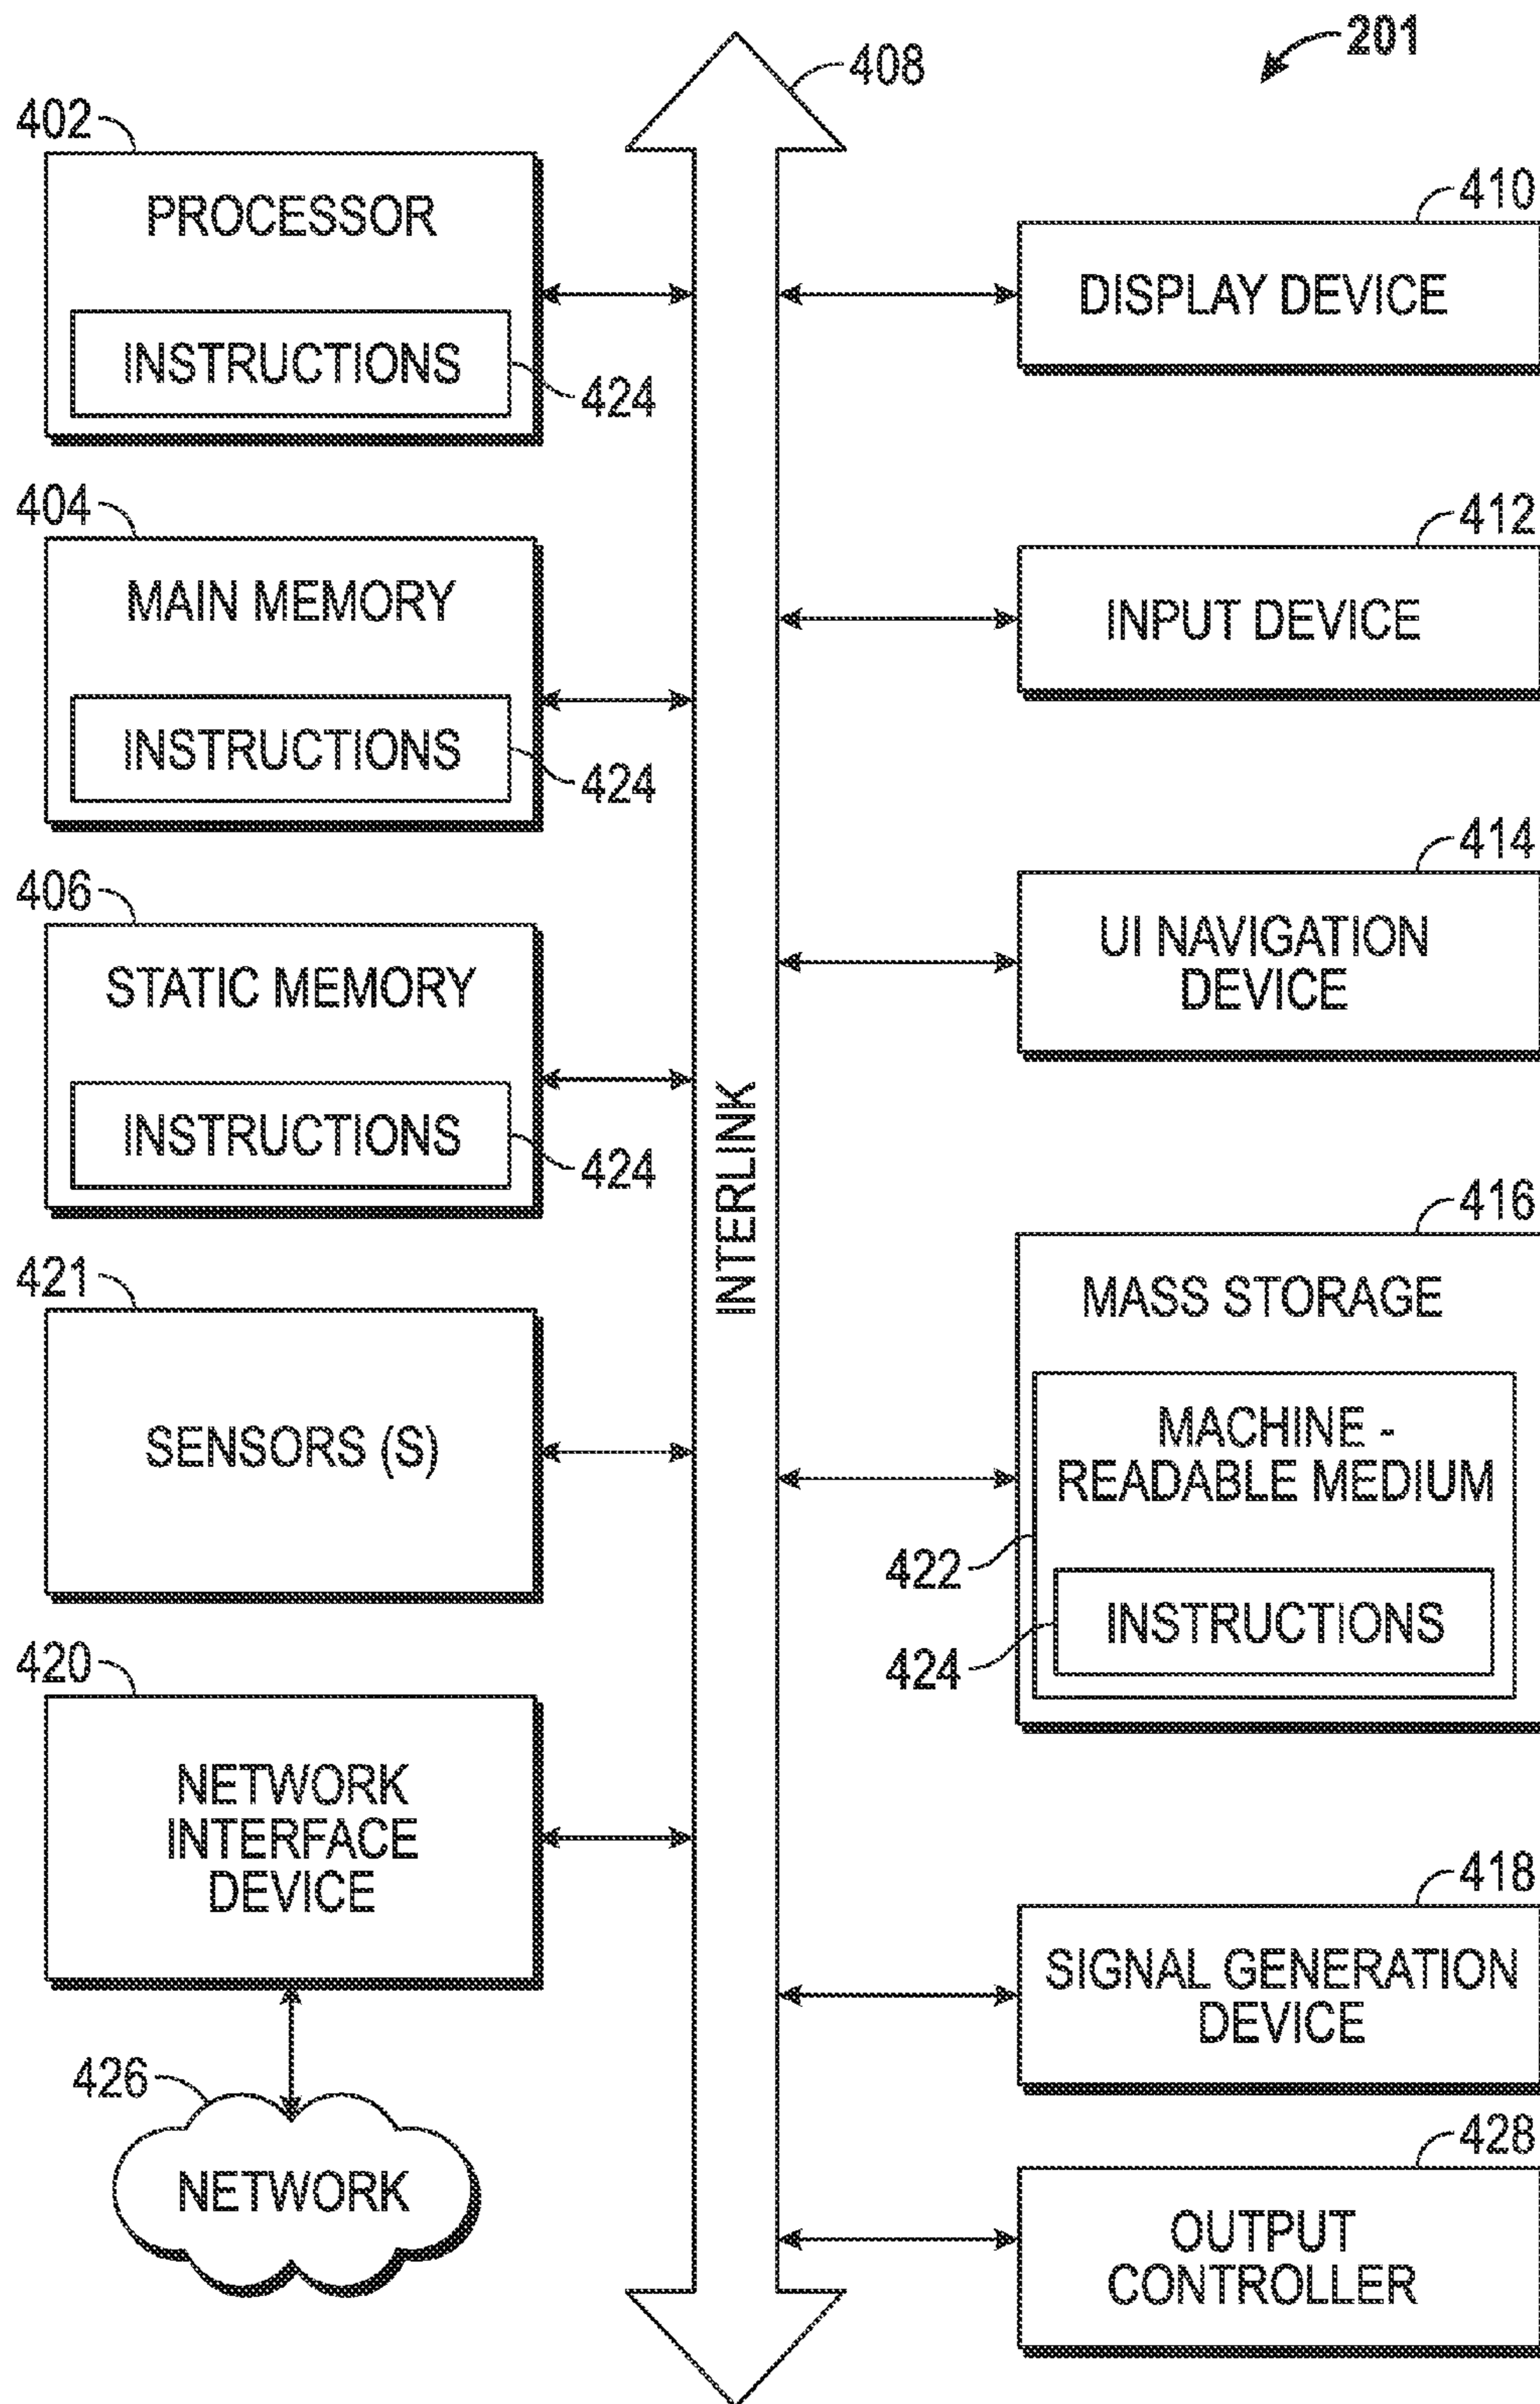 201
408
402
PROCESSOR
INSTRUCTIONS
424
404
MAIN MEMORY
INSTRUCTIONS
424
406
STATIC MEMORY
INSTRUCTIONS
424
421
SENSORS (S)
420
NETWORK
INTERFACE
DEVICE
426
NETWORK
INTERLINK
410
DISPLAY DEVICE
412
INPUT DEVICE
414
UI NAVIGATION
DEVICE
416
MASS STORAGE
MACHINE -
READABLE MEDIUM
422
INSTRUCTIONS
424
418
SIGNAL GENERATION
DEVICE
428
OUTPUT
CONTROLLER